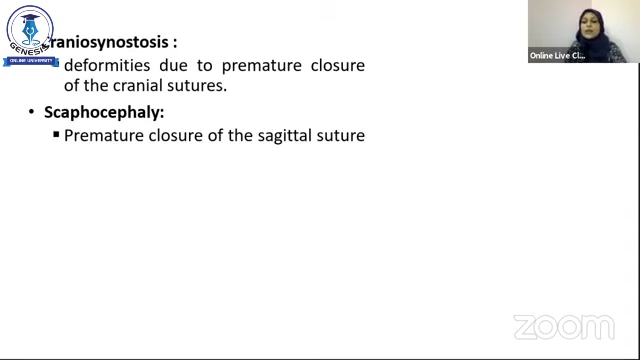 raniosynostosis :
deformities due to premature closure
of the cranial sutures.
• Scaphocephaly:
▪ Premature closure of the sagittal suture
GENESIS
ONLINE UNIVERSITY
Online Live Cl...
zoom